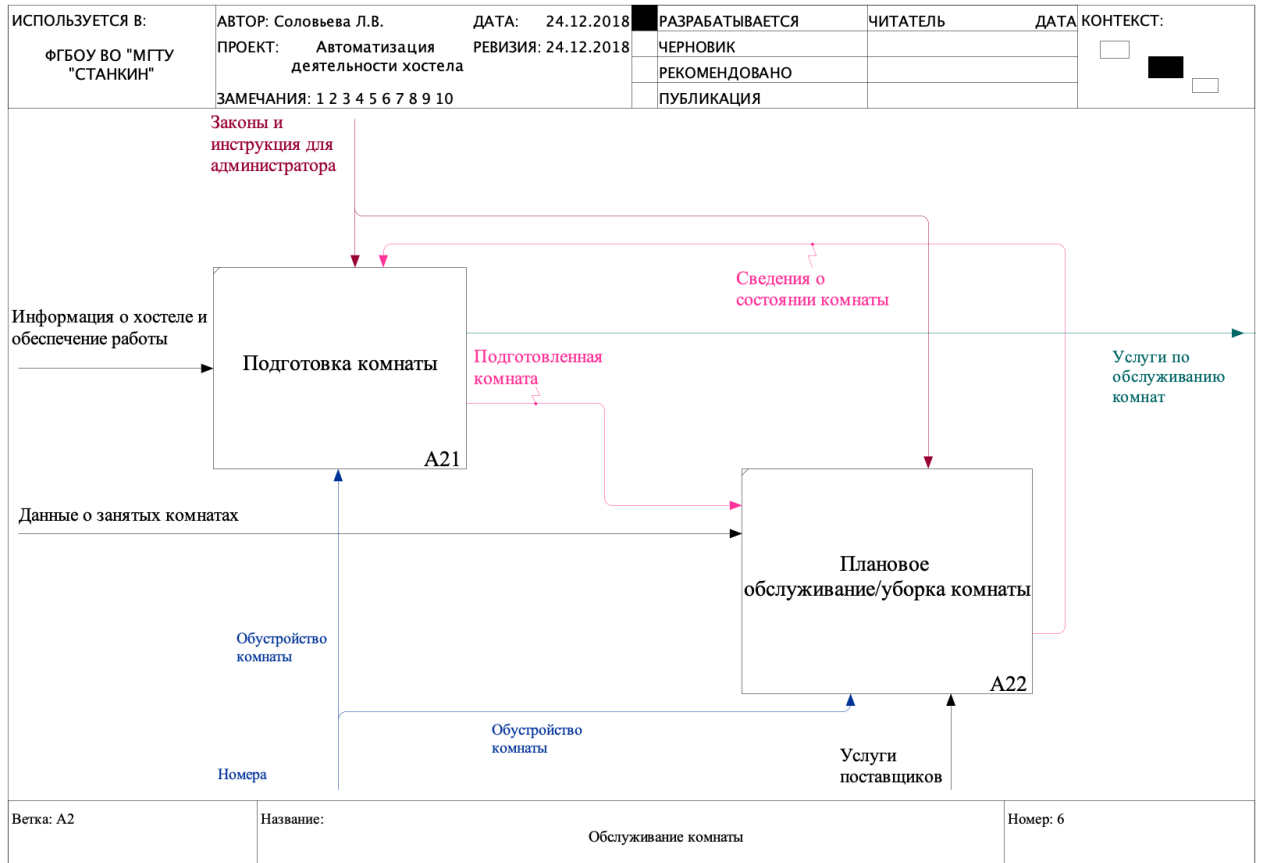 ИСПОЛЬЗУЕТСЯ В:
ФГБОУ ВО "МГТУ
"СТАНКИН"
АВТОР: Соловьева Л.В.
ДАТА: 24.12.2018
ПРОЕКТ: Автоматизация
деятельности хостела
РЕВИЗИЯ: 24.12.2018
ЗАМЕЧАНИЯ: 1 2 3 4 5 6 7 8 9 10
РАЗРАБАТЫВАЕТСЯ
ЧЕРНОВИК
РЕКОМЕНДОВАНО
ПУБЛИКАЦИЯ
ЧИТАТЕЛЬ
ДАТА
КОНТЕКСТ:
Законы и
инструкция для
администратора
Сведения о
состоянии комнаты
Информация о хостеле и
обеспечение работы
Подготовка комнаты
A21
Подготовленная
комната
Услуги по
обслуживанию
комнат
Данные о занятых комнатах
Плановое
обслуживание/уборка комнаты
A22
Обустройство
комнаты
Обустройство
комнаты
Номера
Услуги
поставщиков
Ветка: A2
Название:
Обслуживание комнаты
Номер: 6